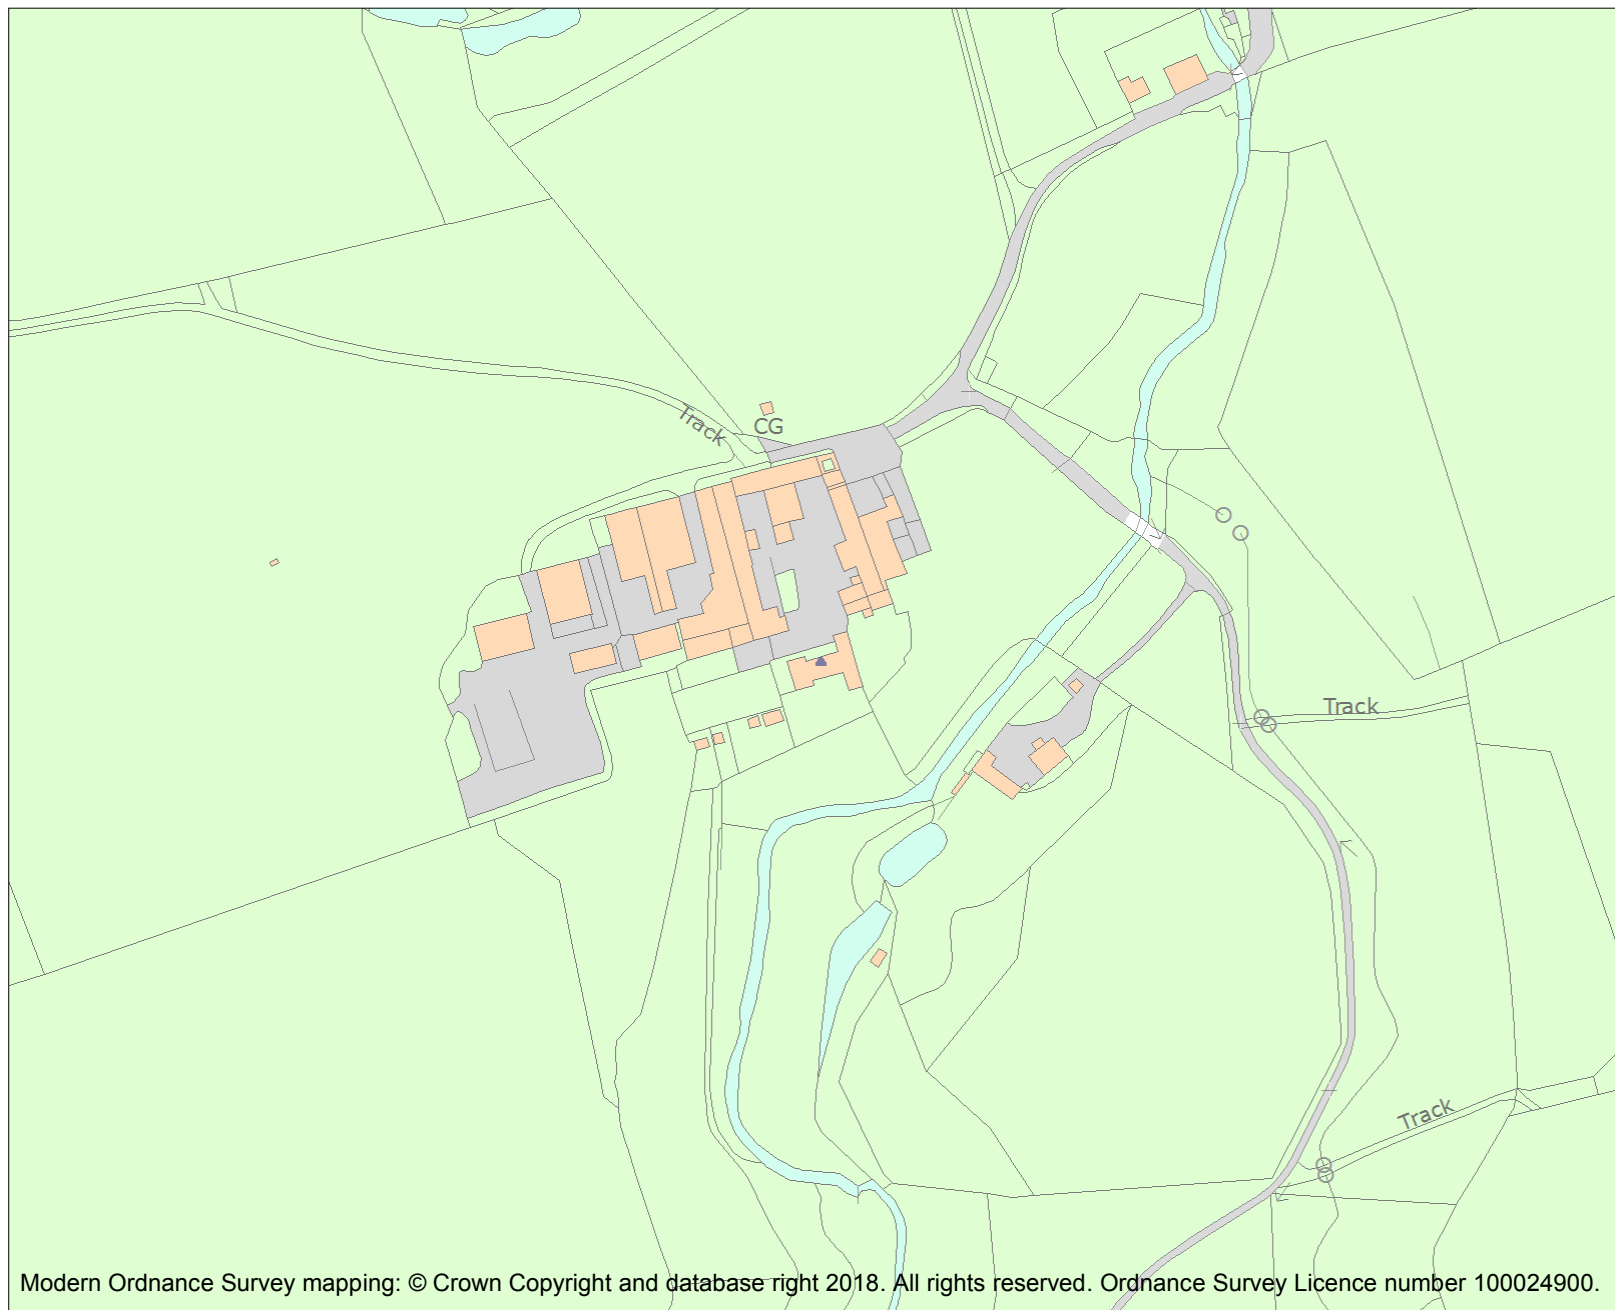 Track
CG
Track
Track
Modern Ordnance Survey mapping: © Crown Copyright and database right 2018. All rights reserved. Ordnance Survey Licence number 100024900.